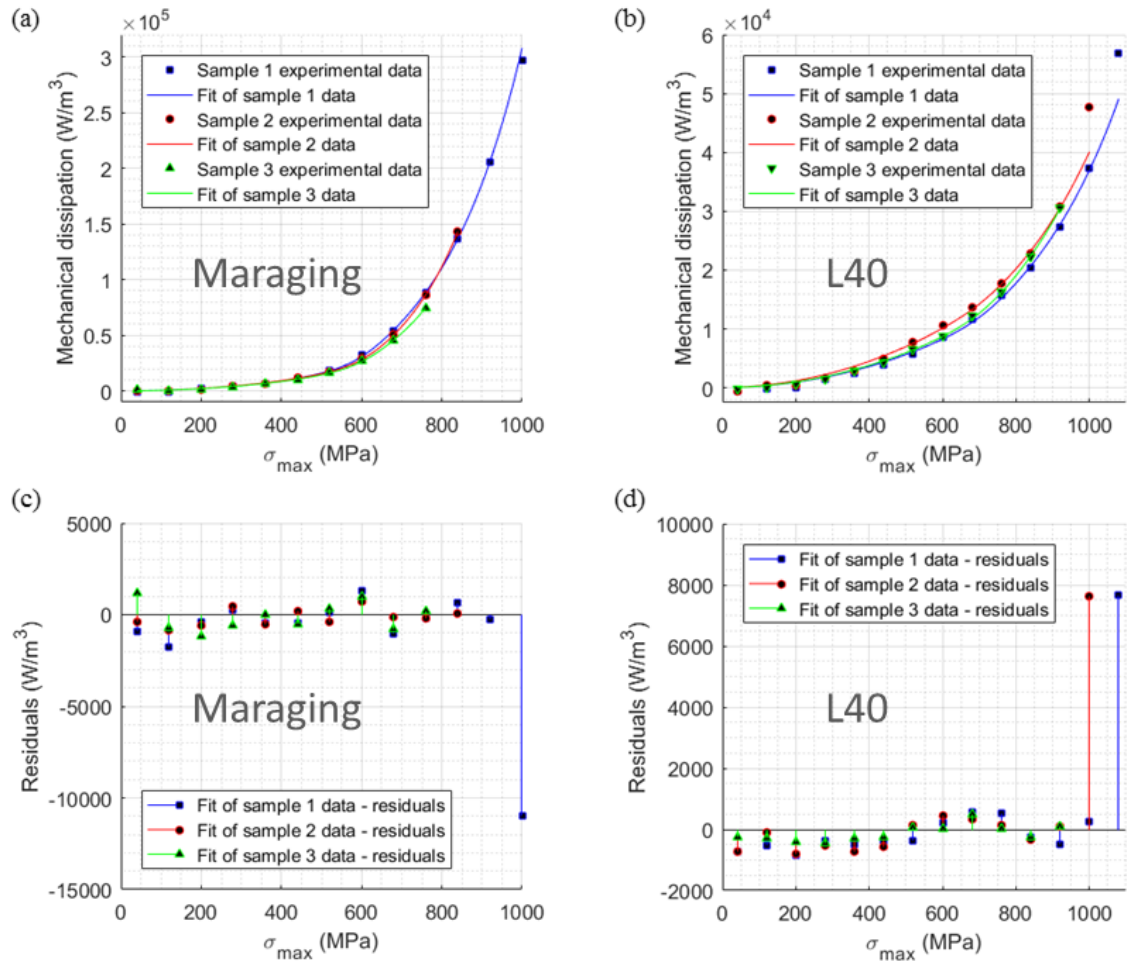 (a)
×10⁵
Mechanical dissipation (W/m³)
3
2.5
2
1.5
1
0.5
0
Sample 1 experimental data
Fit of sample 1 data
Sample 2 experimental data
Fit of sample 2 data
Sample 3 experimental data
Fit of sample 3 data
Maraging
0 200 400 600 800 1000
σmax (MPa)
(b)
×10⁴
Mechanical dissipation (W/m³)
6
5
4
3
2
1
0
Sample 1 experimental data
Fit of sample 1 data
Sample 2 experimental data
Fit of sample 2 data
Sample 3 experimental data
Fit of sample 3 data
L40
0 200 400 600 800 1000
σmax (MPa)
(c)
Residuals (W/m³)
5000
0
-5000
-10000
-15000
Maraging
Fit of sample 1 data - residuals
Fit of sample 2 data - residuals
Fit of sample 3 data - residuals
0 200 400 600 800 1000
σmax (MPa)
(d)
Residuals (W/m³)
10000
8000
6000
4000
2000
0
-2000
Fit of sample 1 data - residuals
Fit of sample 2 data - residuals
Fit of sample 3 data - residuals
L40
0 200 400 600 800 1000
σmax (MPa)